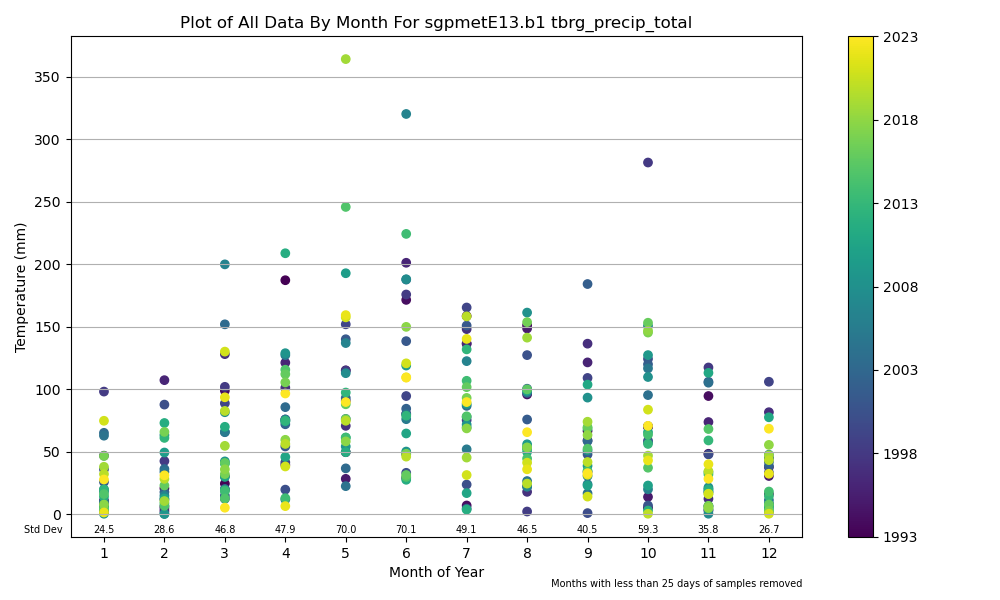 Plot of All Data By Month For sgpmetE13.b1 tbrg_precip_total
Temperature (mm)
350
300
250
200
150
100
50
0
Std Dev 24.5 28.6 46.8 47.9 70.0 70.1 49.1 46.5 40.5 59.3 35.8 26.7
1 2 3 4 5 6 7 8 9 10 11 12
Month of Year
Months with less than 25 days of samples removed
2023
2018
2013
2008
2003
1998
1993